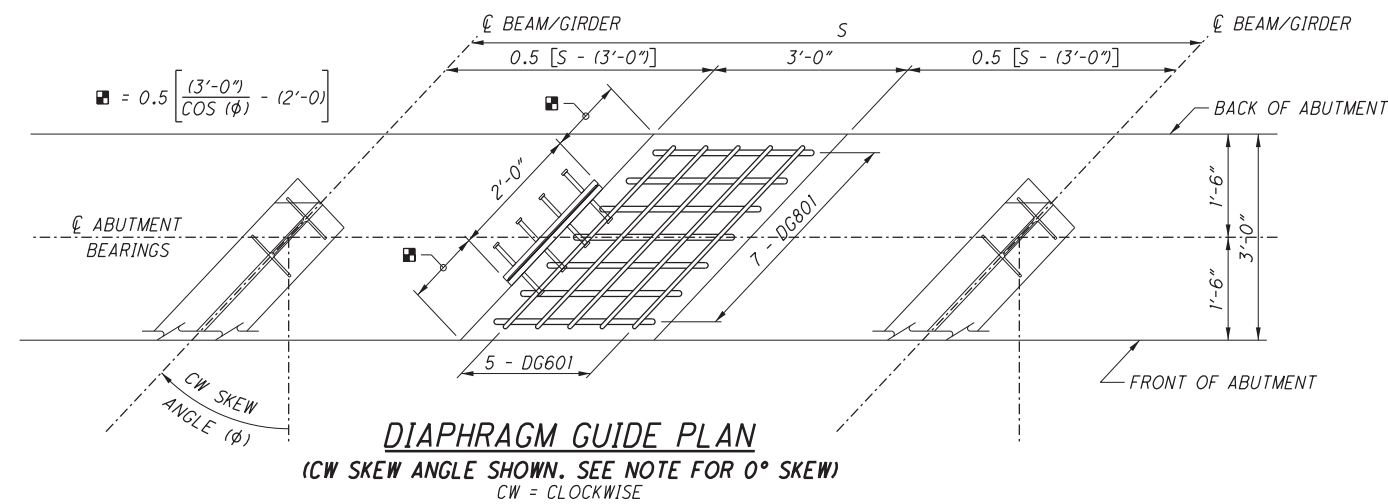 ℄ BEAM/GIRDER
S
℄ BEAM/GIRDER
0.5 [S - (3'-0")]
3'-0"
0.5 [S - (3'-0")]
= 0.5 [(3'-0")/COS (ϕ) - (2'-0)]
BACK OF ABUTMENT
2'-0"
1'-6"
℄ ABUTMENT
BEARINGS
7 - DG801
3'-0"
1'-6"
5 - DG601
FRONT OF ABUTMENT
CW SKEW
ANGLE (ϕ)
DIAPHRAGM GUIDE PLAN
(CW SKEW ANGLE SHOWN. SEE NOTE FOR 0° SKEW)
CW = CLOCKWISE